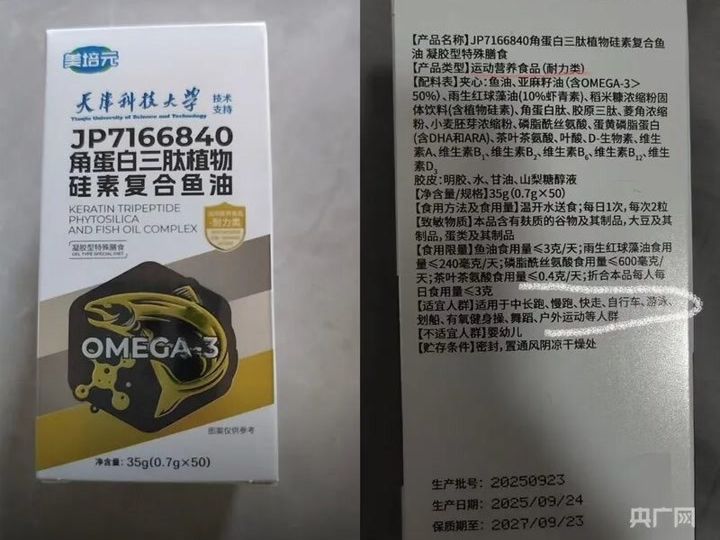 美培元
天津科技大学 技术
支持
Tianjin University of Science and Technology
JP7166840
角蛋白三肽植物
硅素复合鱼油
KERATIN TRIPEPTIDE
PHYTOSILICA
AND FISH OIL COMPLEX
运动营养食品
·耐力类·
凝胶型特殊膳食
GEL TYPE SPECIAL DIET
OMEGA-3
图案仅供参考
净含量: 35g(0.7g×50)
【产品名称】JP7166840角蛋白三肽植物硅素复合鱼
油 凝胶型特殊膳食
【产品类型】运动营养食品(耐力类)
【配料表】夹心:鱼油、亚麻籽油(含OMEGA-3>
50%)、雨生红球藻油(10%虾青素)、稻米糠浓缩粉固
体饮料(含植物硅素)、角蛋白肽、胶原三肽、菱角浓缩
粉、小麦胚芽浓缩粉、磷脂酰丝氨酸、蛋黄磷脂蛋白
(含DHA和ARA)、茶叶茶氨酸、叶酸、D-生物素、维生
素A、维生素B₁、维生素B₂、维生素B₆、维生素B₁₂、维生
素D₃
胶皮:明胶、水、甘油、山梨糖醇液
【净含量/规格】35g(0.7g×50)
【食用方法及食用量】温开水送食;每日1次,每次2粒
【致敏物质】本品含有麸质的谷物及其制品,大豆及其
制品,蛋类及其制品
【食用限量】鱼油食用量≤3克/天;雨生红球藻油食用
量≤240毫克/天;磷脂酰丝氨酸食用量≤600毫克/
天;茶叶茶氨酸食用量≤0.4克/天;折合本品每人每
日食用量≤3克
【适宜人群】适用于中长跑、慢跑、快走、自行车、游泳、
划船、有氧健身操、舞蹈、户外运动等人群
【不适宜人群】婴幼儿
【贮存条件】密封,置通风阴凉干燥处
生产批号: 20250923
生产日期: 2025/09/24
保质期至: 2027/09/23
央广网